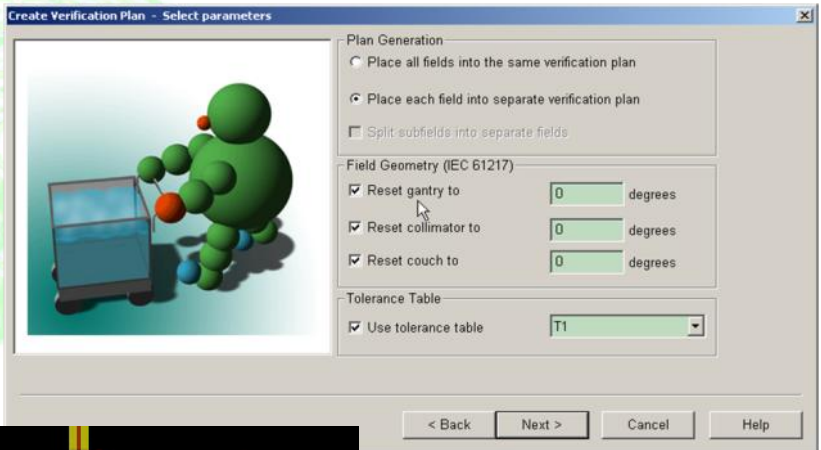 Create Verification Plan - Select parameters
Plan Generation
Place all fields into the same verification plan
Place each field into separate verification plan
Split subfields into separate fields
Field Geometry (IEC 61217)
Reset gantry to 0 degrees
Reset collimator to 0 degrees
Reset couch to 0 degrees
Tolerance Table
Use tolerance table T1
< Back Next > Cancel Help